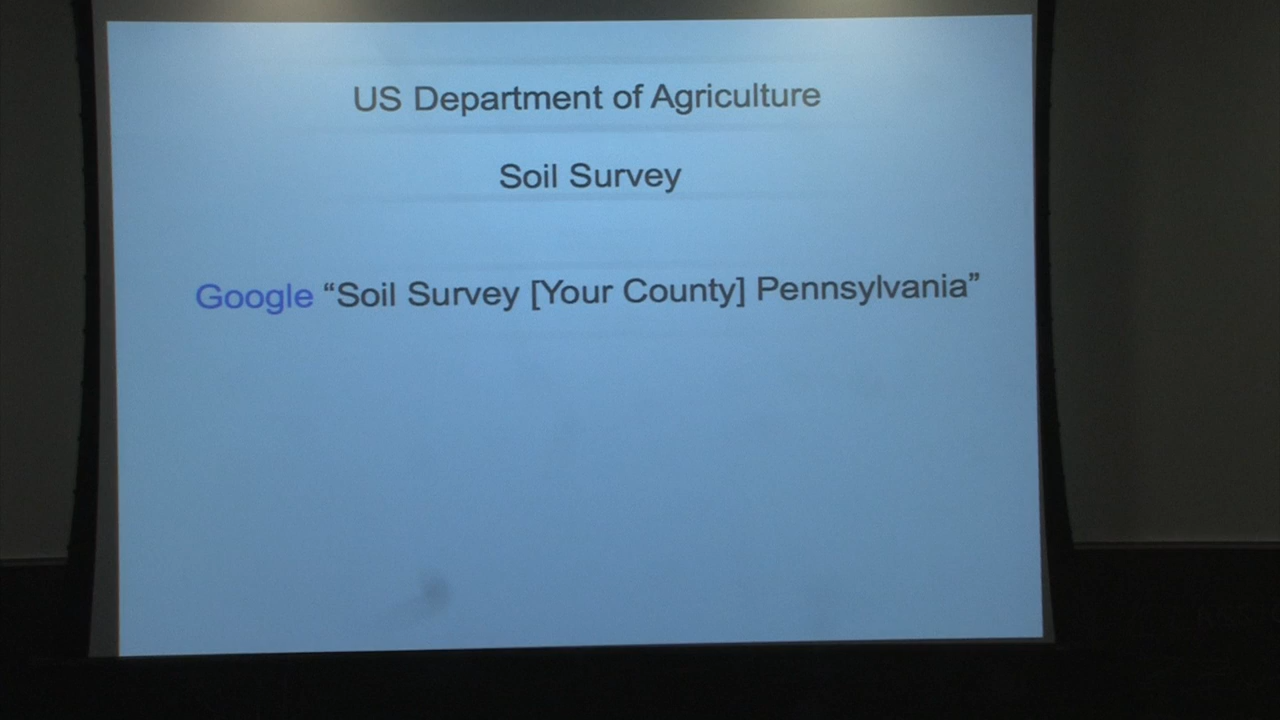 US Department of Agriculture
Soil Survey
Google “Soil Survey [Your County] Pennsylvania”